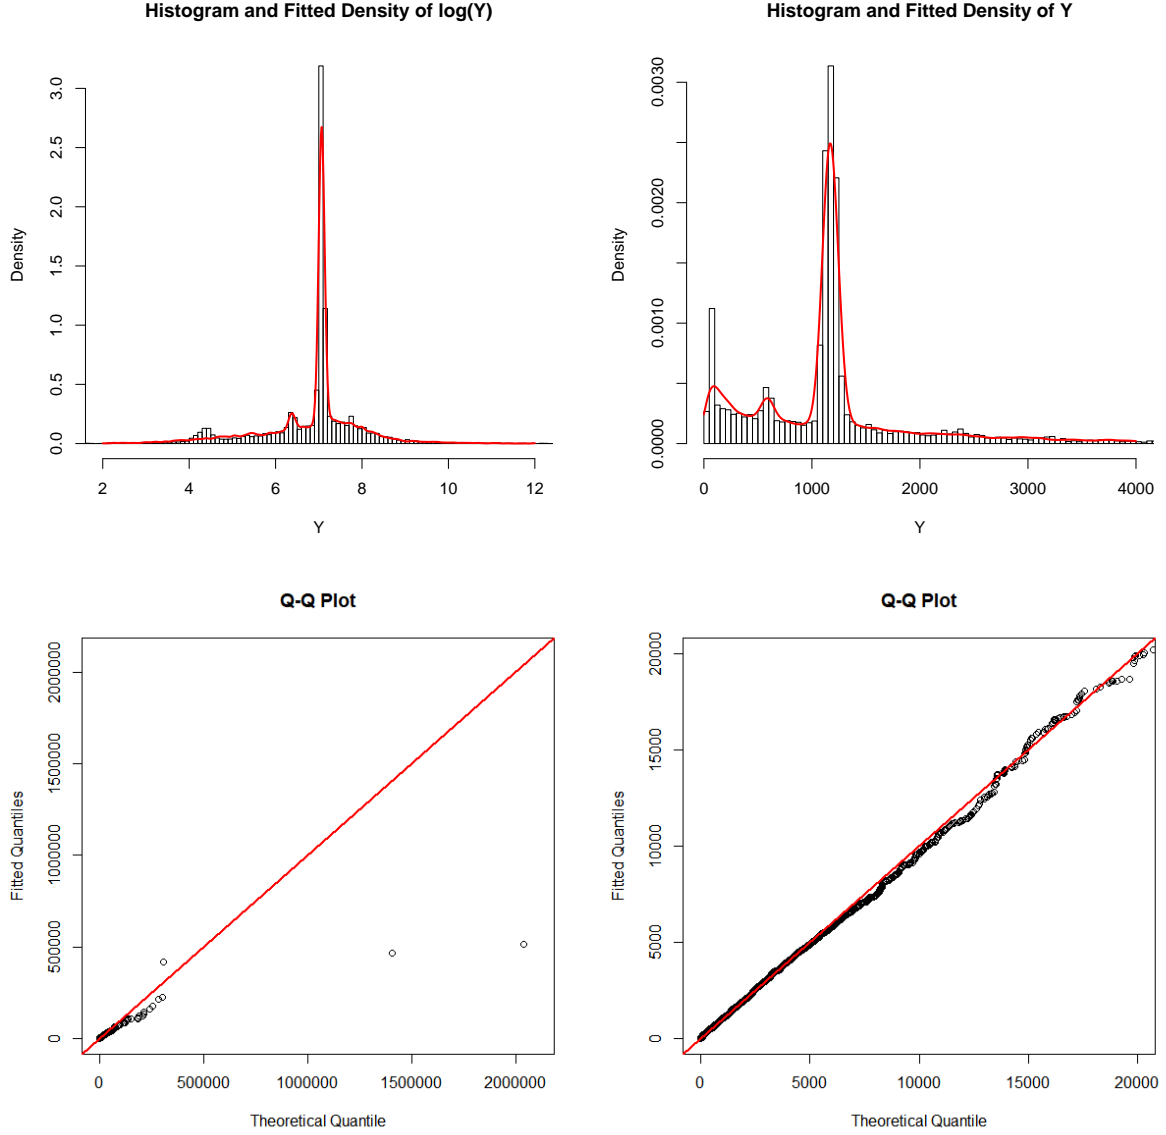 Histogram and Fitted Density of log(Y)
Density
0.0 0.5 1.0 1.5 2.0 2.5 3.0
2 4 6 8 10 12
Y
Histogram and Fitted Density of Y
Density
0.0000 0.0010 0.0020 0.0030
0 1000 2000 3000 4000
Y
Q-Q Plot
Fitted Quantiles
0 500000 1000000 1500000 2000000
0 500000 1000000 1500000 2000000
Theoretical Quantile
Q-Q Plot
Fitted Quantiles
0 5000 10000 15000 20000
0 5000 10000 15000 20000
Theoretical Quantile